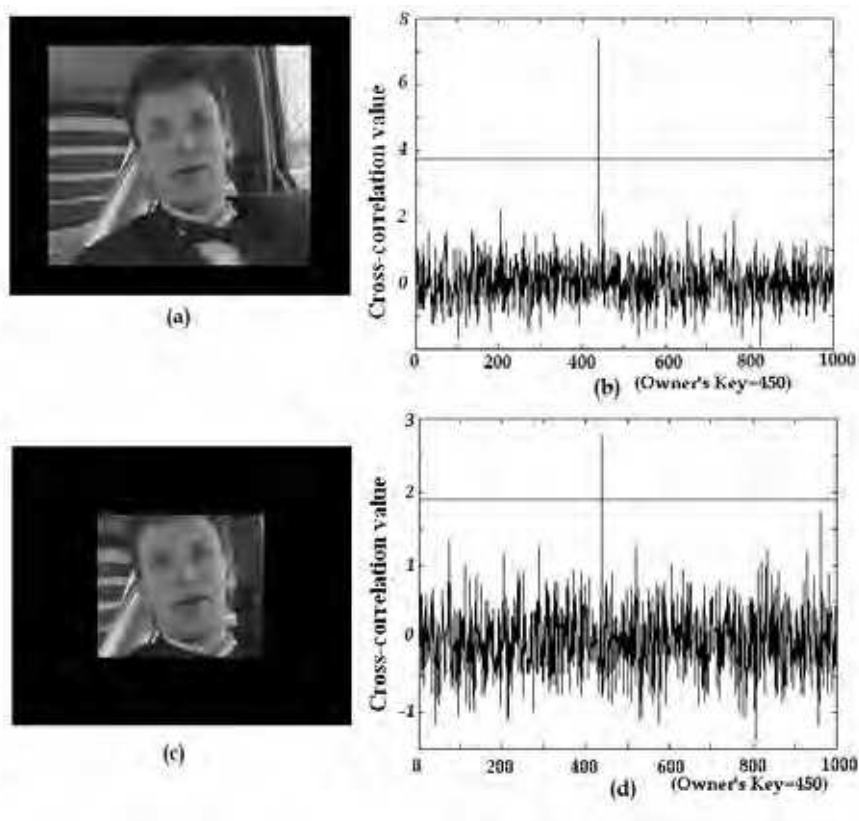 8
6
4
2
0
Cross-correlation value
0 200 400 600 800 1000
(a)
(b) (Owner's Key=450)
3
2
1
0
-1
Cross-correlation value
0 200 400 600 800 1000
(c)
(d) (Owner's Key=450)